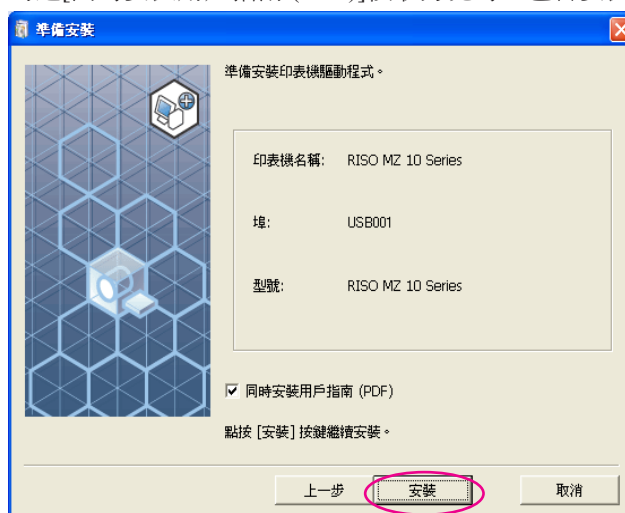 準備安裝
準備安裝印表機驅動程式。
印表機名稱: RISO MZ 10 Series
埠: USB001
型號: RISO MZ 10 Series
同時安裝用戶指南 (PDF)
點按 [安裝] 按鍵繼續安裝。
上一步 安裝 取消